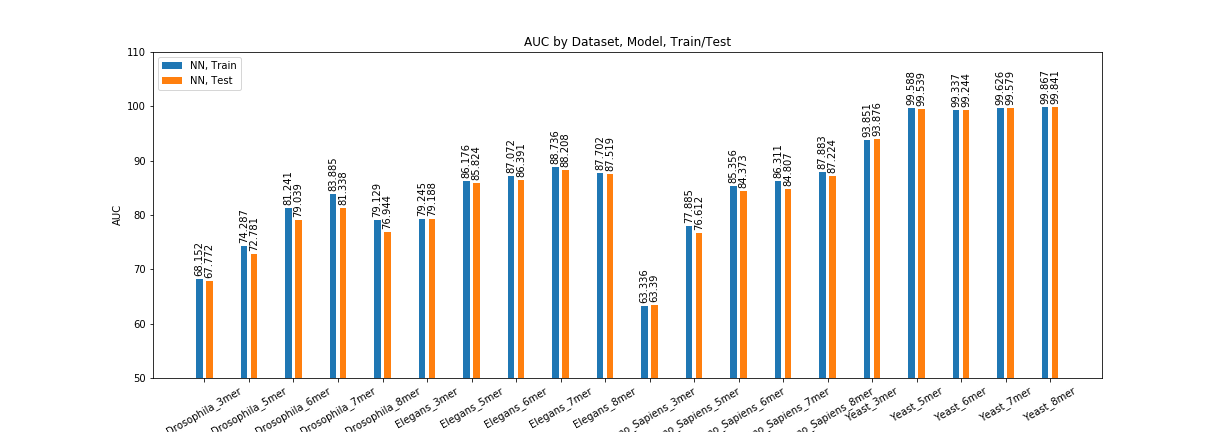 AUC by Dataset, Model, Train/Test
NN, Train
NN, Test
AUC
110
100
90
80
70
60
50
68.152
67.772
74.287
72.781
81.241
79.039
83.885
81.338
79.129
76.944
79.245
79.188
86.176
85.824
87.072
86.391
88.736
88.208
87.702
87.519
63.336
63.39
77.885
76.612
85.356
84.373
86.311
84.807
87.883
87.224
93.851
93.876
99.588
99.539
99.337
99.244
99.626
99.579
99.867
99.841
Drosophila_3mer
Drosophila_5mer
Drosophila_6mer
Drosophila_7mer
Drosophila_8mer
Elegans_3mer
Elegans_5mer
Elegans_6mer
Elegans_7mer
Elegans_8mer
o_Sapiens_3mer
o_Sapiens_5mer
o_Sapiens_6mer
o_Sapiens_7mer
o_Sapiens_8mer
Yeast_3mer
Yeast_5mer
Yeast_6mer
Yeast_7mer
Yeast_8mer